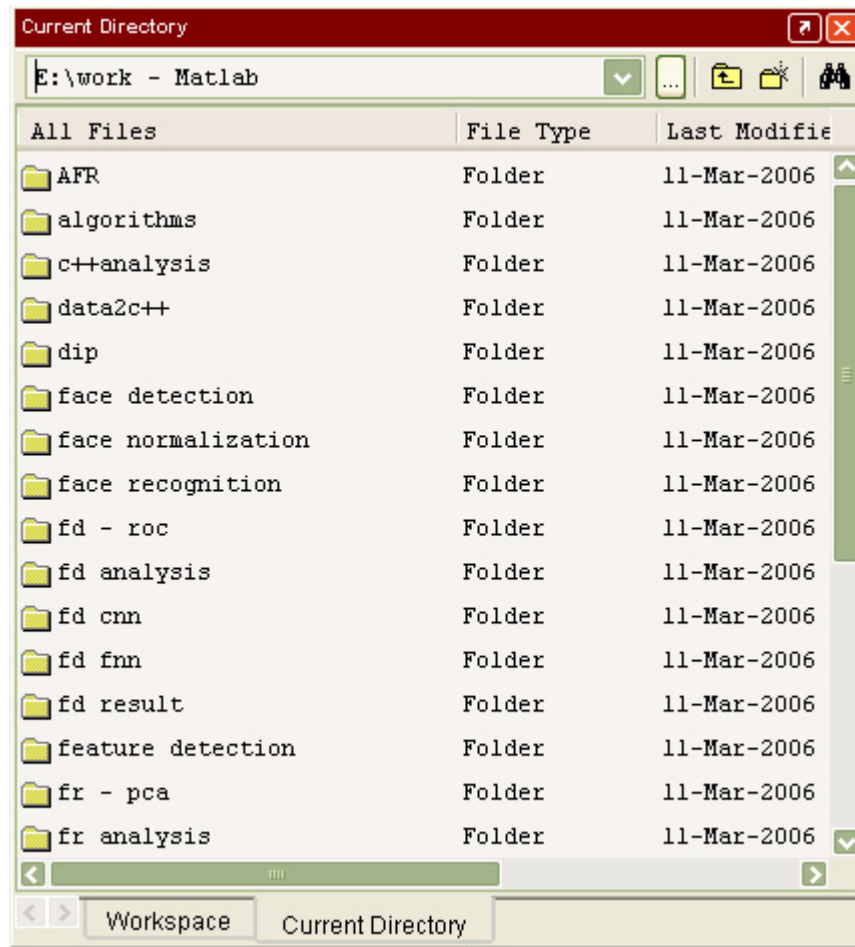 Current Directory
E:\work - Matlab
...
All Files File Type Last Modifie
AFR Folder 11-Mar-2006
algorithms Folder 11-Mar-2006
c++analysis Folder 11-Mar-2006
data2c++ Folder 11-Mar-2006
dip Folder 11-Mar-2006
face detection Folder 11-Mar-2006
face normalization Folder 11-Mar-2006
face recognition Folder 11-Mar-2006
fd - roc Folder 11-Mar-2006
fd analysis Folder 11-Mar-2006
fd cnn Folder 11-Mar-2006
fd fnn Folder 11-Mar-2006
fd result Folder 11-Mar-2006
feature detection Folder 11-Mar-2006
fr - pca Folder 11-Mar-2006
fr analysis Folder 11-Mar-2006
Workspace Current Directory